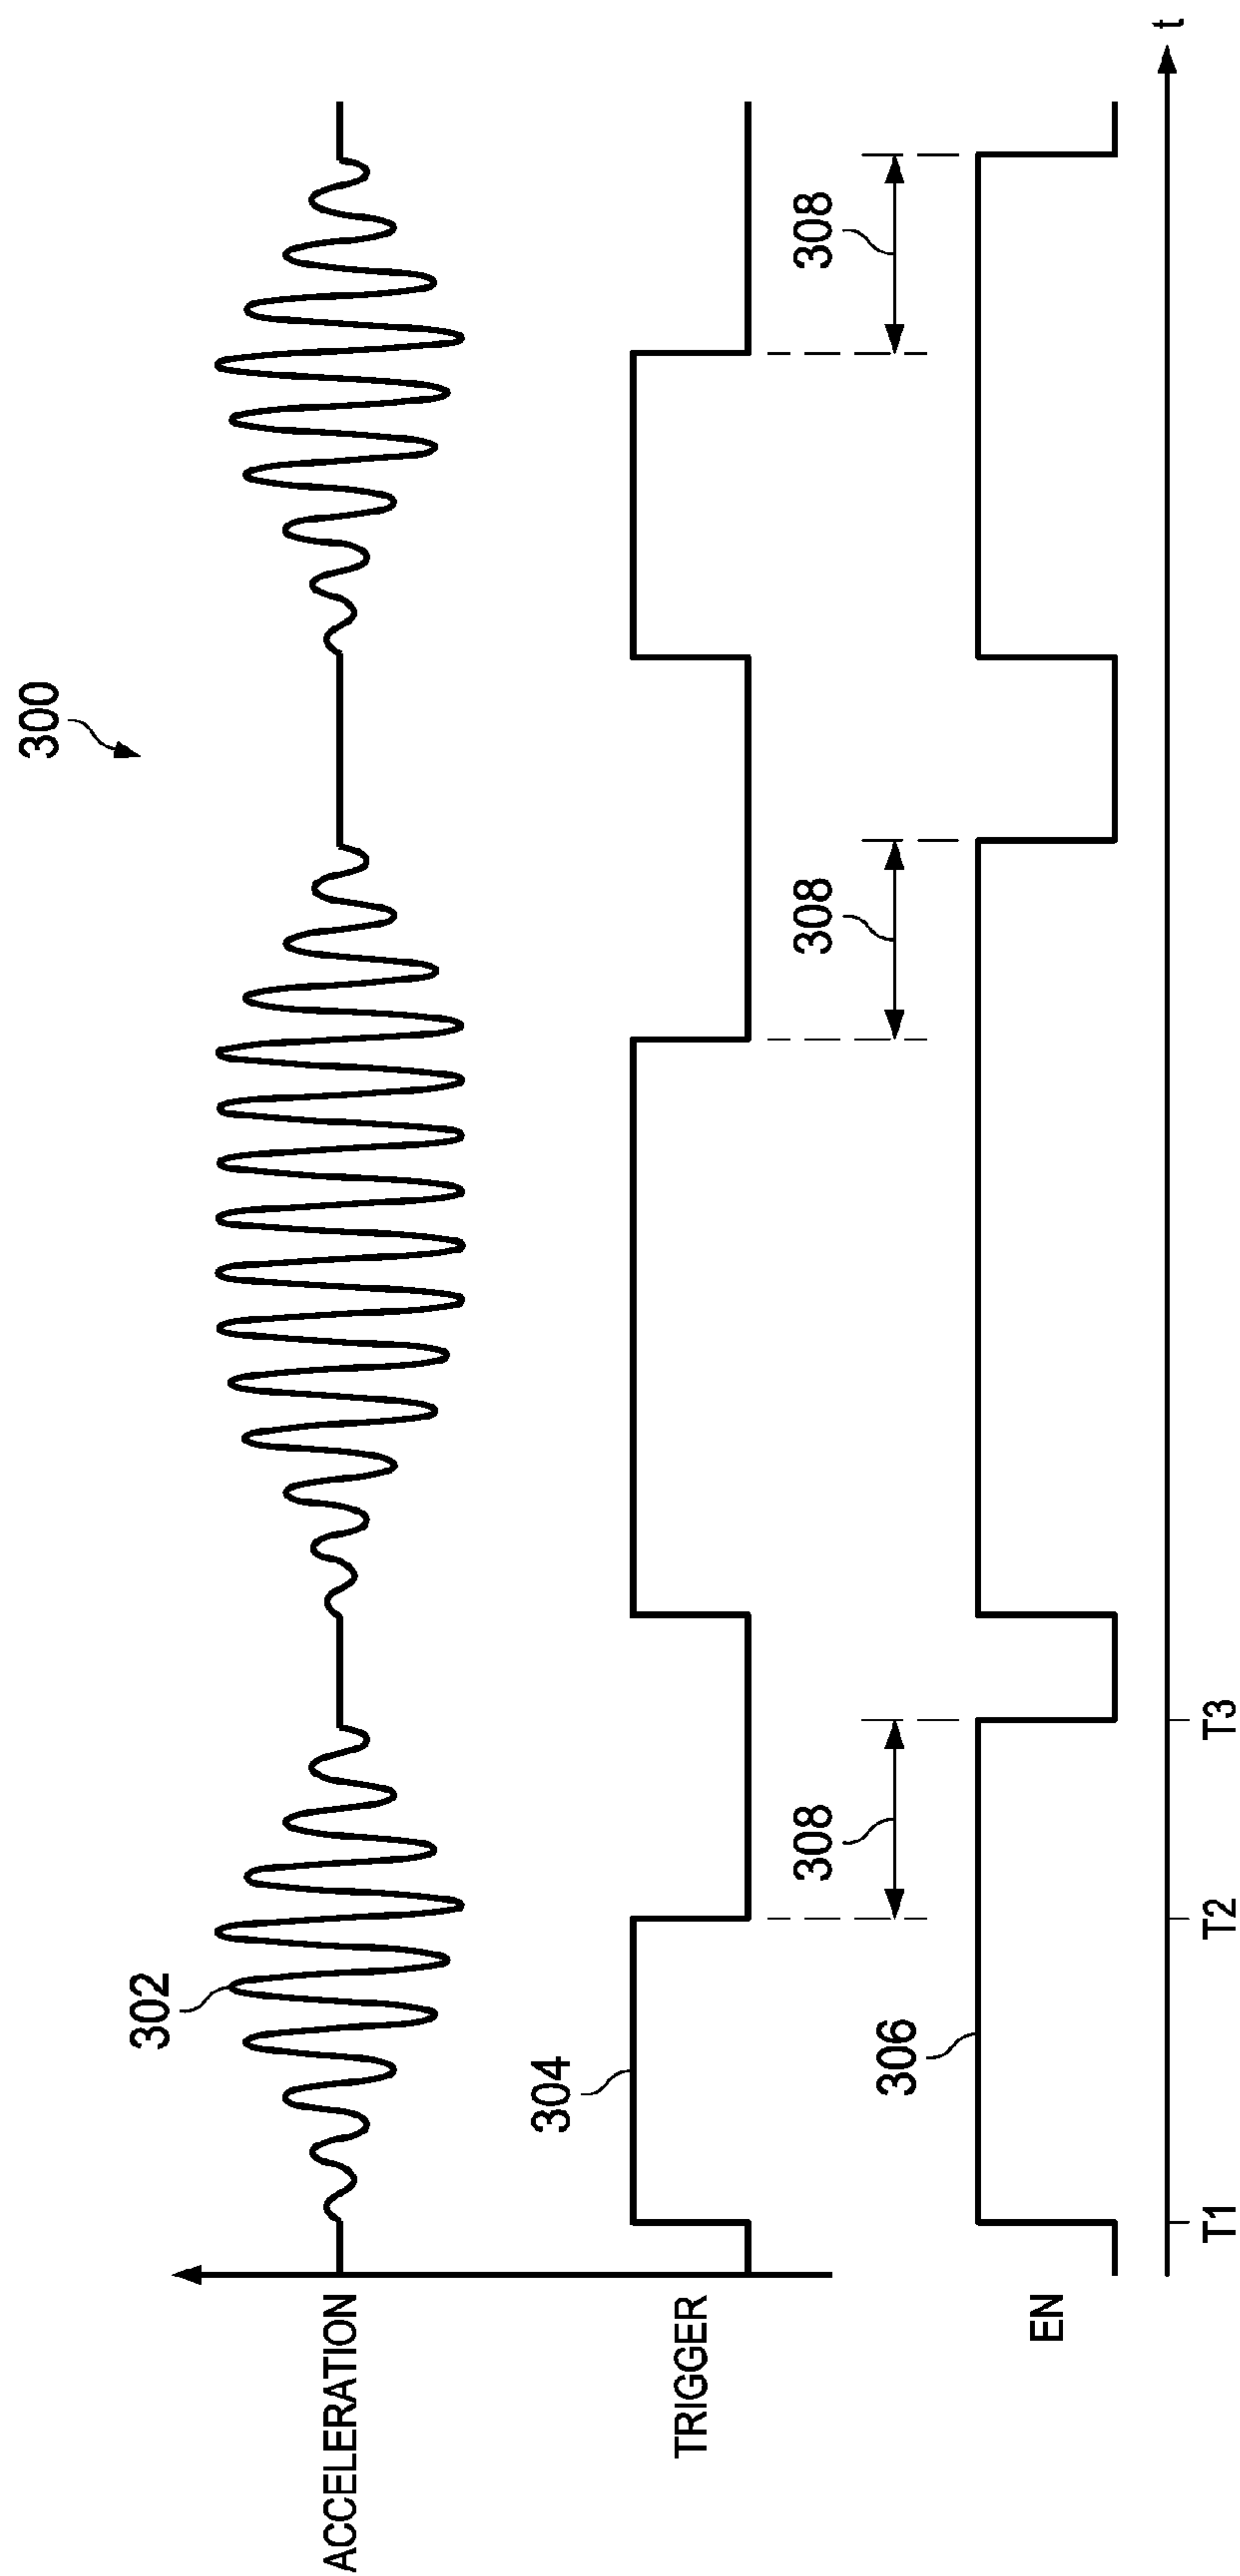 300
302
ACCELERATION
304
TRIGGER
308
308
308
306
EN
T1
T2
T3
t